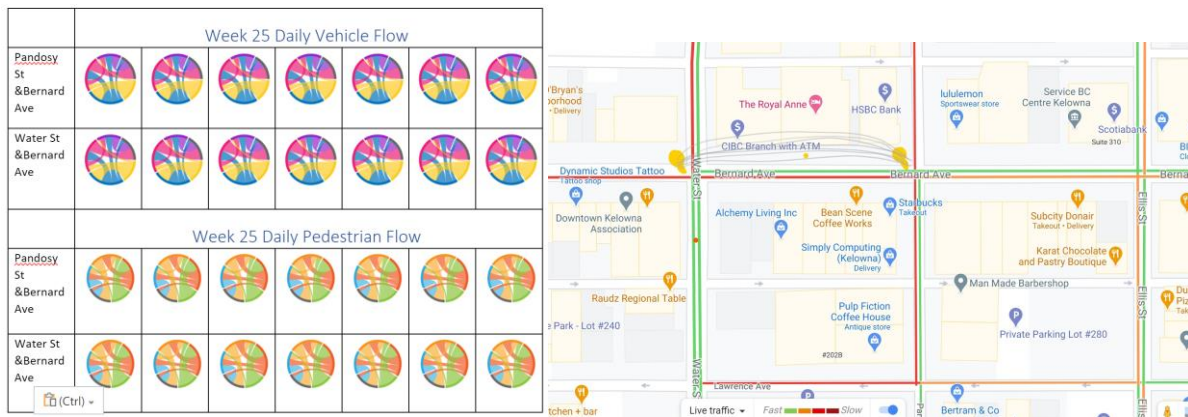 Week 25 Daily Vehicle Flow
Pandosy
St
&Bernard
Ave
Water St
&Bernard
Ave
Week 25 Daily Pedestrian Flow
Pandosy
St
&Bernard
Ave
Water St
&Bernard
Ave
(Ctrl)
O'Bryan's
• Delivery
The Royal Anne
HSBC Bank
CIBC Branch with ATM
lululemon
Sportswear store
Service BC
Centre Kelowna
Scotiabank
Suite 310
Dynamic Studios Tattoo
Tattoo shop
Water St
Bernard Ave
Bernard Ave
Downtown Kelowna
Association
Alchemy Living Inc
Bean Scene
Coffee Works
Starbucks
Takeout
Simply Computing
(Kelowna)
Delivery
Subcity Donair
Takeout • Delivery
Karat Chocolate
and Pastry Boutique
Ellis St
Ellis St
Raudz Regional Table
Man Made Barbershop
Park - Lot #240
Pulp Fiction
Coffee House
Antique store
#2028
Private Parking Lot #280
Lawrence Ave
tchen + bar
Live traffic
Fast
Slow
Bertram & Co